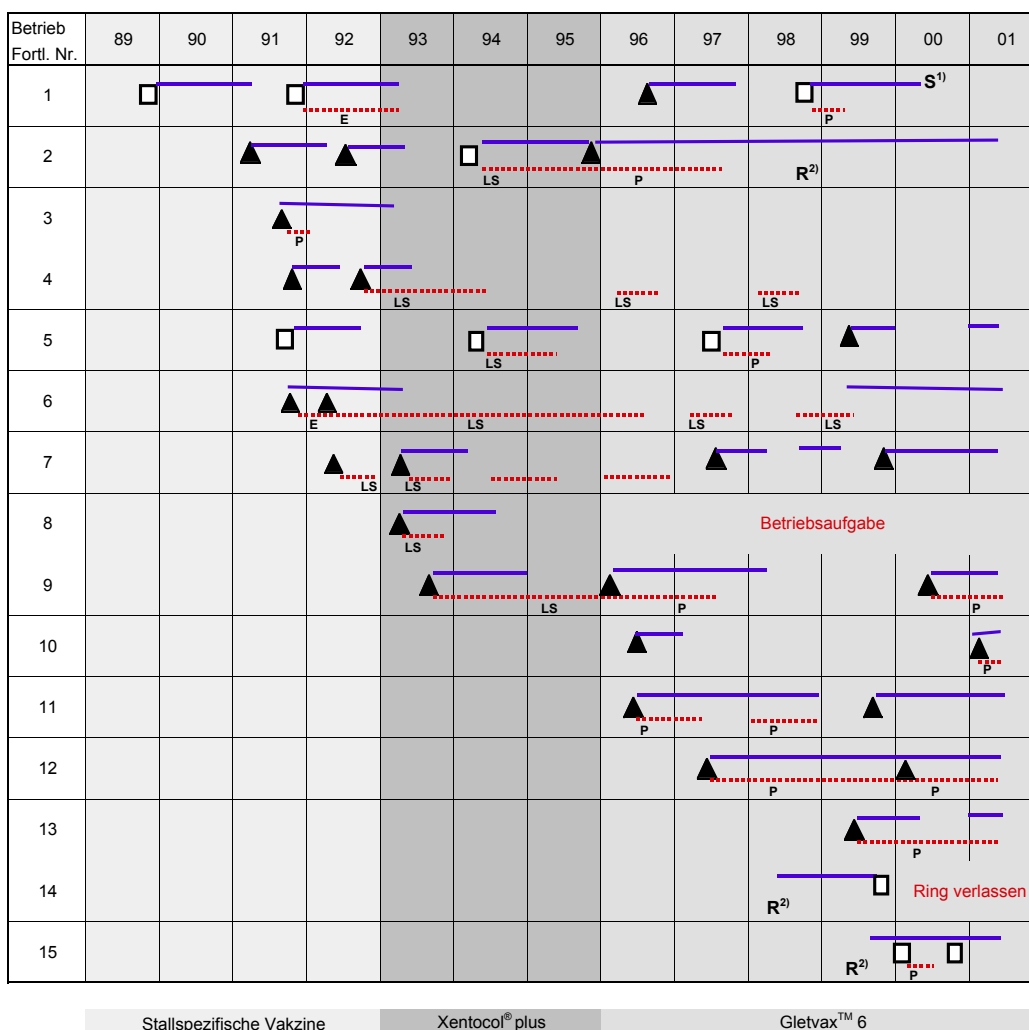 Betrieb
Fortl. Nr.
89 90 91 92 93 94 95 96 97 98 99 00 01
1 S1)
E P
2
LS P R2)
3
P
4
LS LS LS
5
LS P
6
E LS LS LS
7
LS LS
8 Betriebsaufgabe
LS
9
LS P P
10
P
11
P P
12
P P
13
P
14 Ring verlassen
R2)
15
R2) P
Stallspezifische Vakzine Xentocol® plus Gletvax™ 6